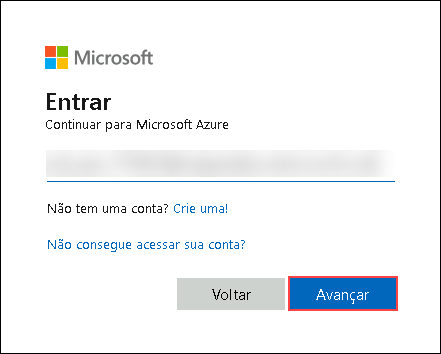 Microsoft
Entrar
Continuar para Microsoft Azure
Não tem uma conta? Crie uma!
Não consegue acessar sua conta?
Voltar
Avançar